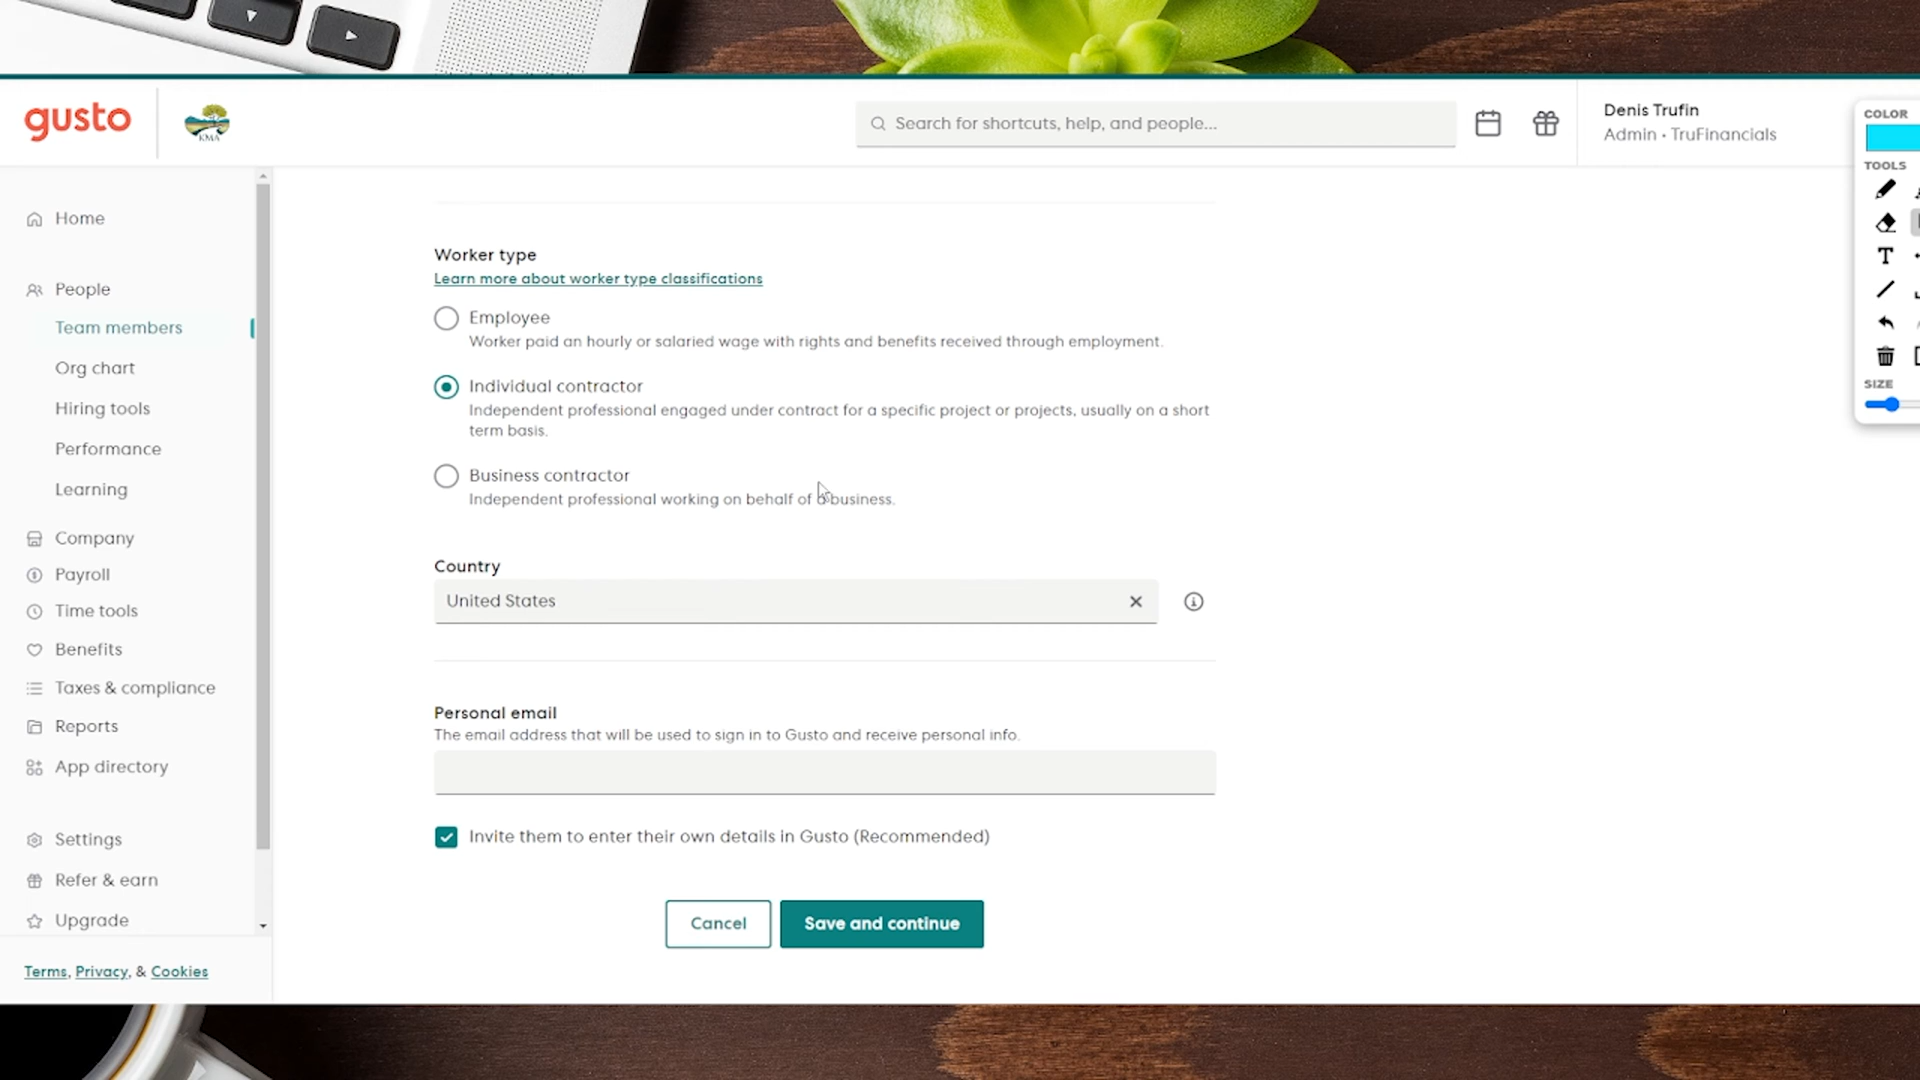 gusto
KMA
Search for shortcuts, help, and people...
Denis Trufin
Admin • TruFinancials
COLOR
TOOLS
T
SIZE
Home
People
Team members
Org chart
Hiring tools
Performance
Learning
Company
Payroll
Time tools
Benefits
Taxes & compliance
Reports
App directory
Settings
Refer & earn
Upgrade
Terms, Privacy, & Cookies
Worker type
Learn more about worker type classifications
Employee
Worker paid an hourly or salaried wage with rights and benefits received through employment.
Individual contractor
Independent professional engaged under contract for a specific project or projects, usually on a short
term basis.
Business contractor
Independent professional working on behalf of a business.
Country
United States
Personal email
The email address that will be used to sign in to Gusto and receive personal info.
Invite them to enter their own details in Gusto (Recommended)
Cancel
Save and continue